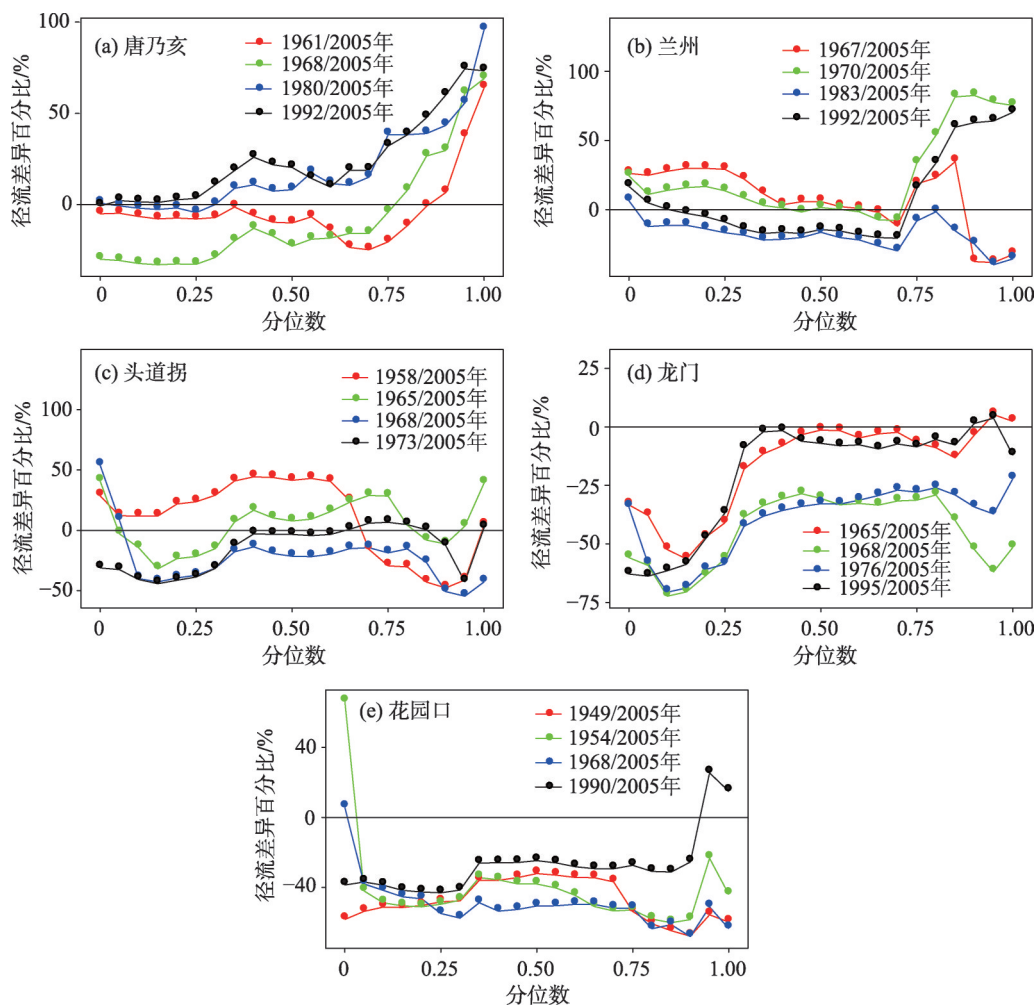 (a) 唐乃亥
1961/2005年
1968/2005年
1980/2005年
1992/2005年
径流差异百分比/%
100
50
0
0
0.25
0.50
0.75
1.00
分位数
(b) 兰州
1967/2005年
1970/2005年
1983/2005年
1992/2005年
径流差异百分比/%
100
50
0
0
0.25
0.50
0.75
1.00
分位数
(c) 头道拐
1958/2005年
1965/2005年
1968/2005年
1973/2005年
径流差异百分比/%
100
50
0
−50
0
0.25
0.50
0.75
1.00
分位数
(d) 龙门
1965/2005年
1968/2005年
1976/2005年
1995/2005年
径流差异百分比/%
25
0
−25
−50
−75
0
0.25
0.50
0.75
1.00
分位数
(e) 花园口
1949/2005年
1954/2005年
1968/2005年
1990/2005年
径流差异百分比/%
40
0
−40
0
0.25
0.50
0.75
1.00
分位数